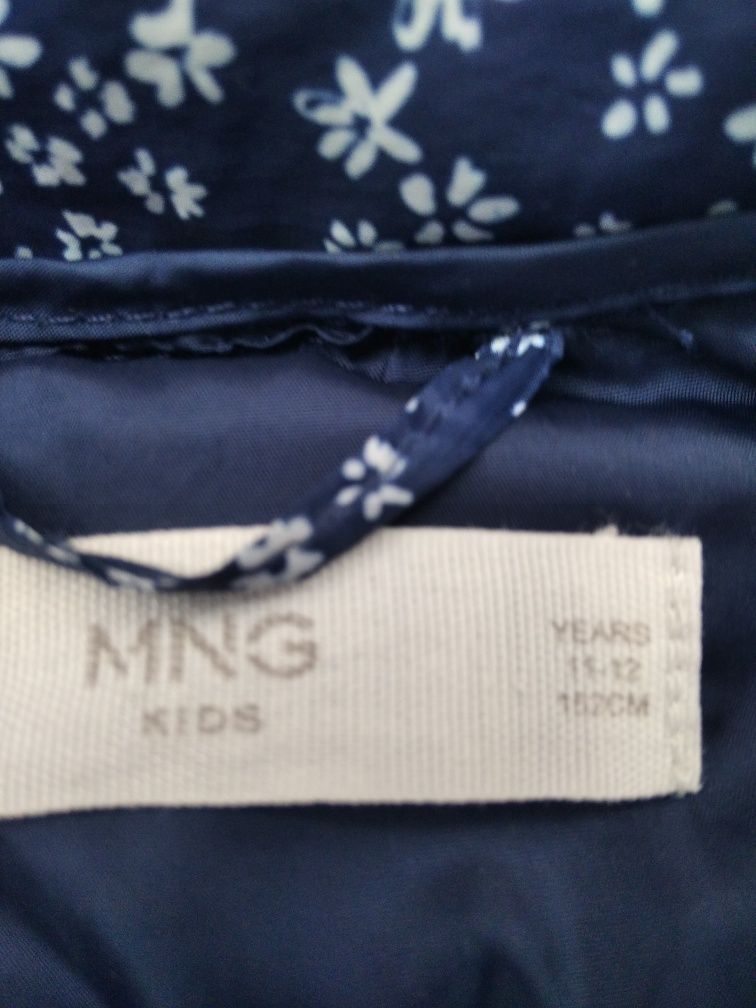 MNG
KIDS
YEARS
11-12
152CM